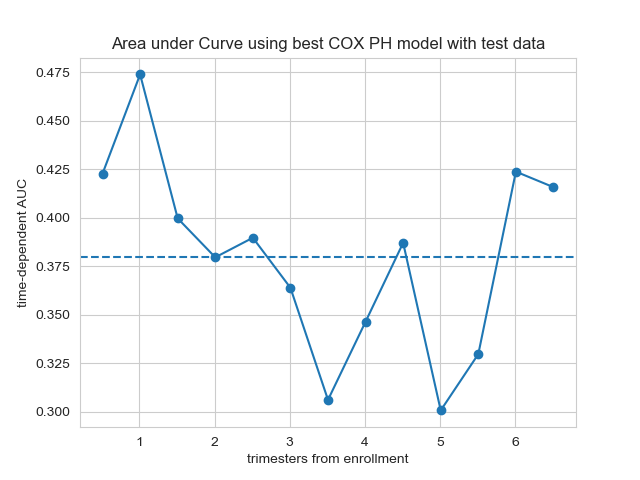 Area under Curve using best COX PH model with test data
time-dependent AUC
0.475
0.450
0.425
0.400
0.375
0.350
0.325
0.300
1 2 3 4 5 6
trimesters from enrollment